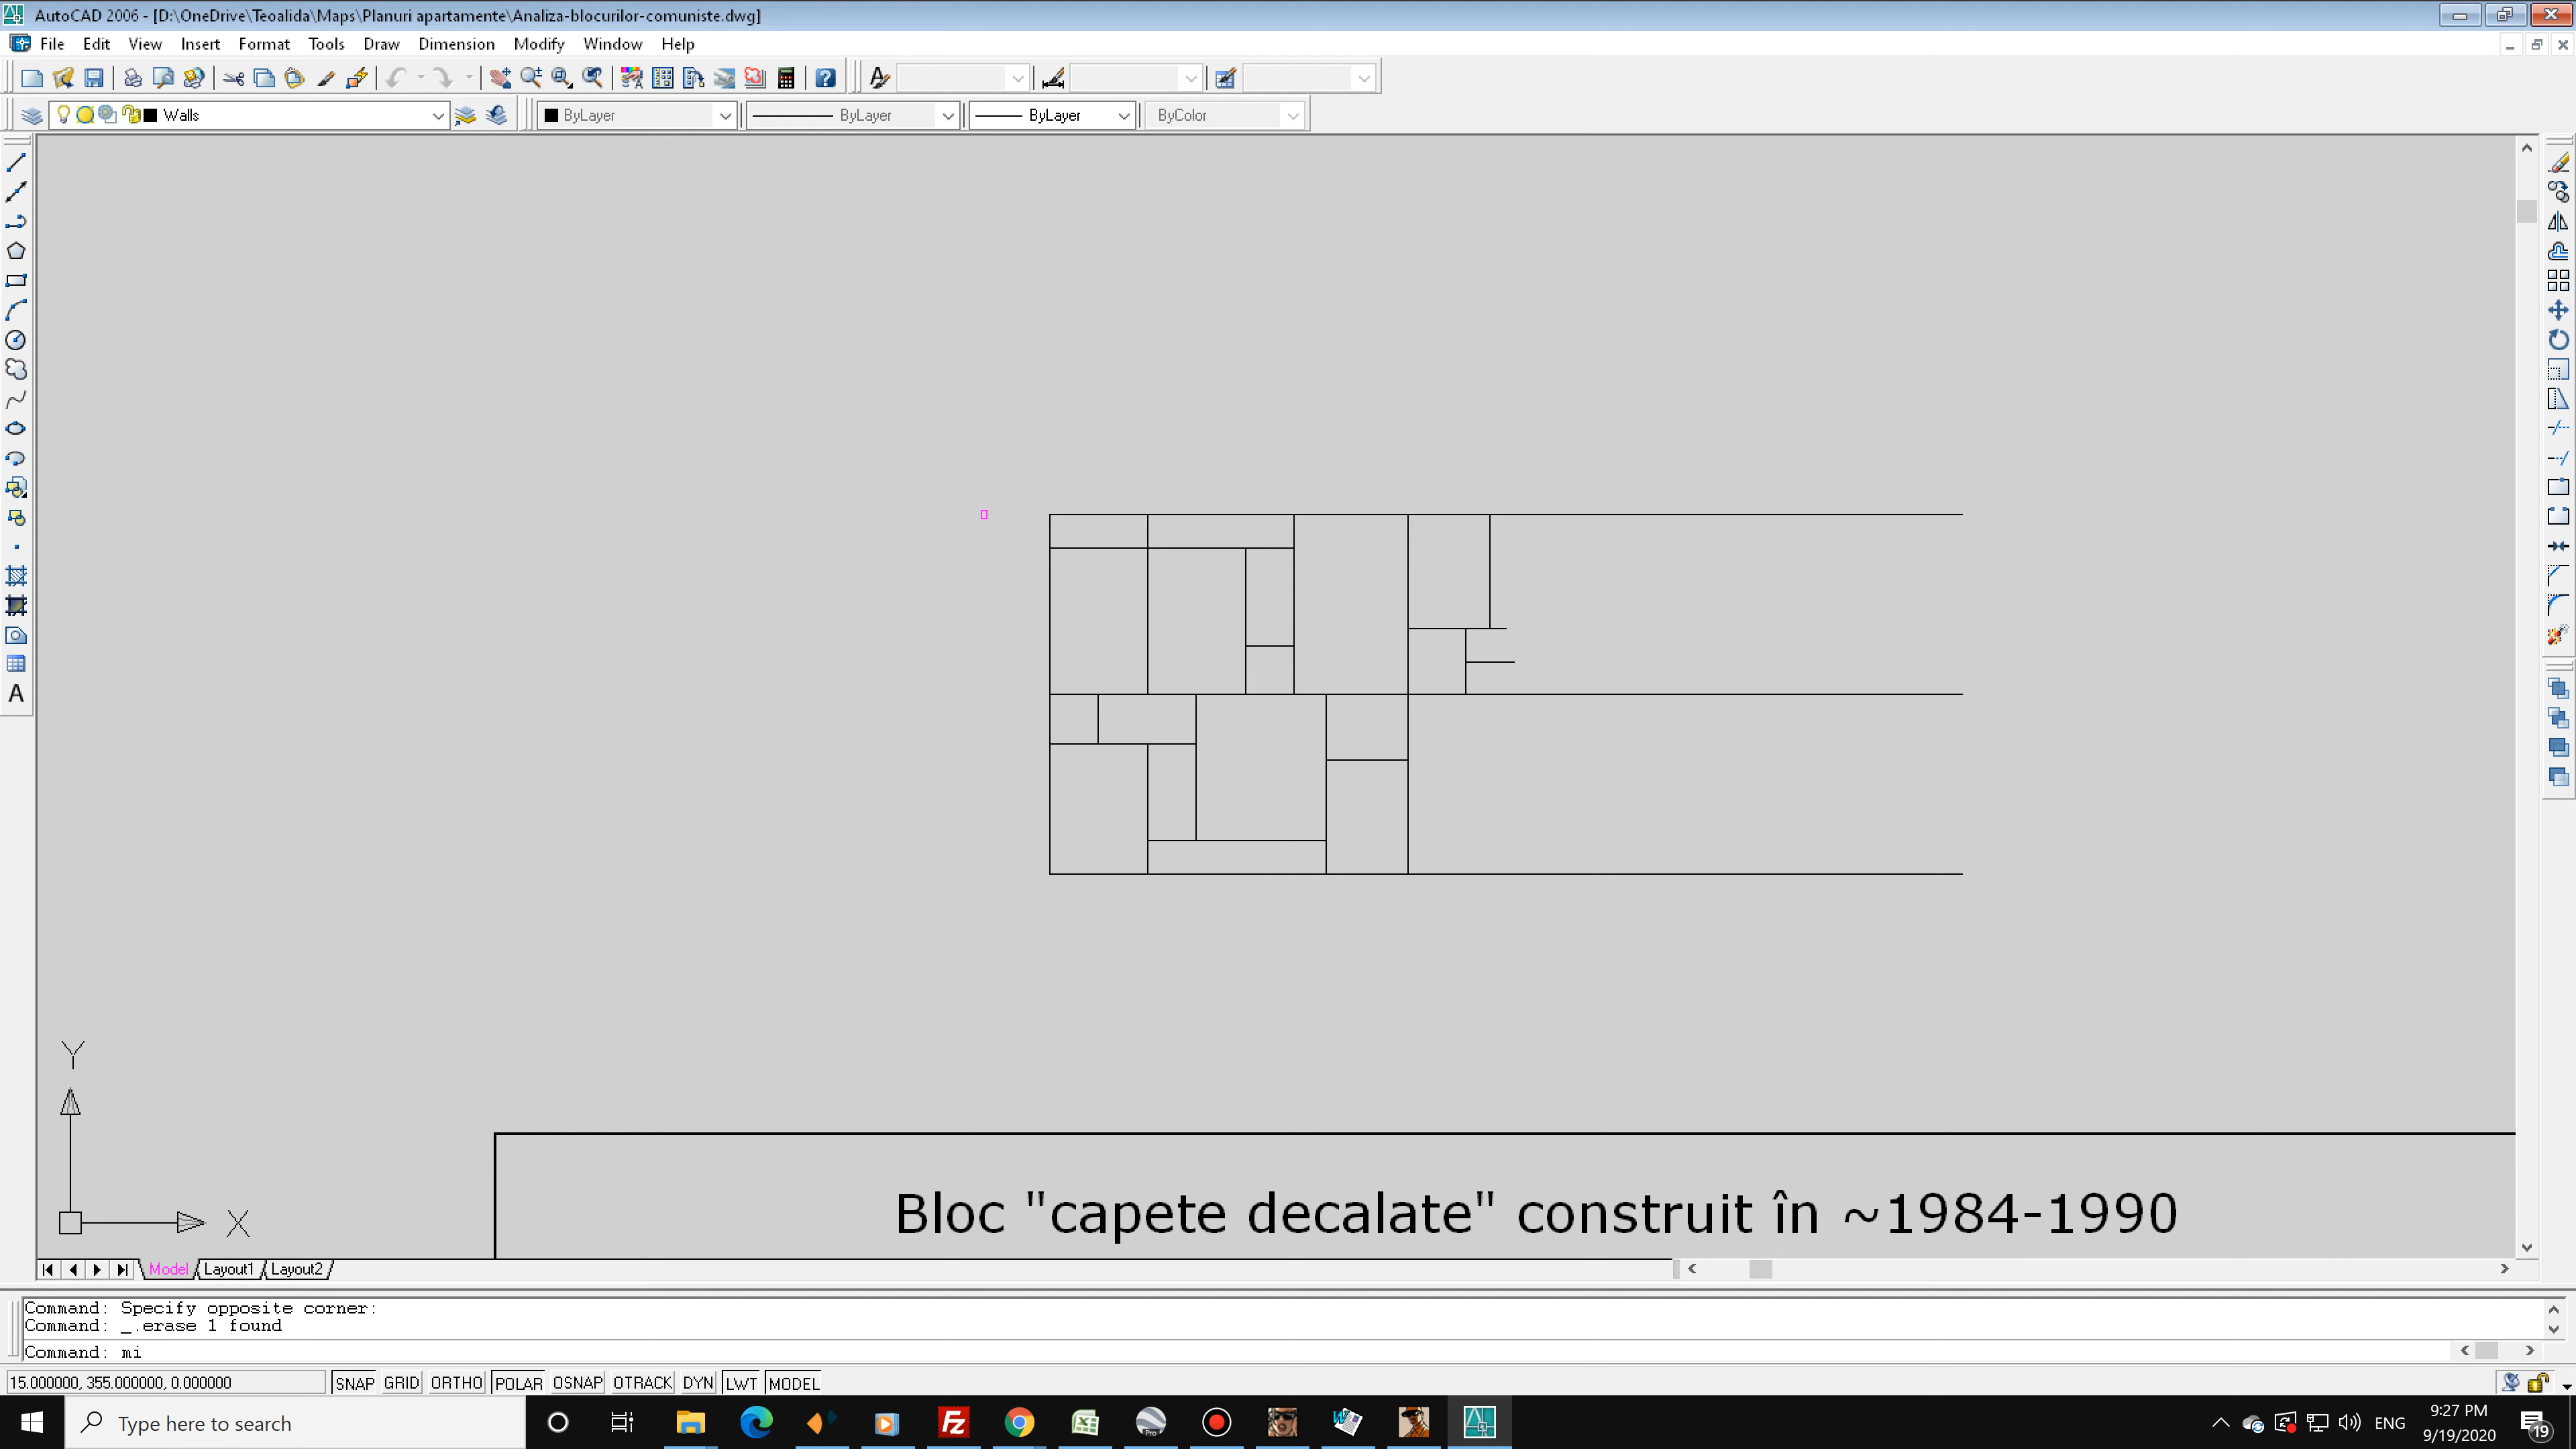 AutoCAD 2006 - [D:\OneDrive\Teoalida\Maps\Planuri apartamente\Analiza-blocurilor-comuniste.dwg]
File Edit View Insert Format Tools Draw Dimension Modify Window Help
Walls ByLayer ByLayer ByLayer ByColor
A
Y
X
Bloc "capete decalate" construit în ~1984-1990
Model Layout1 Layout2
Command: Specify opposite corner:
Command: _.erase 1 found
Command: mi
15.000000, 355.000000, 0.000000 SNAP GRID ORTHO POLAR OSNAP OTRACK DYN LWT MODEL
Type here to search
Fz
Pro
ENG
9:27 PM
9/19/2020
19